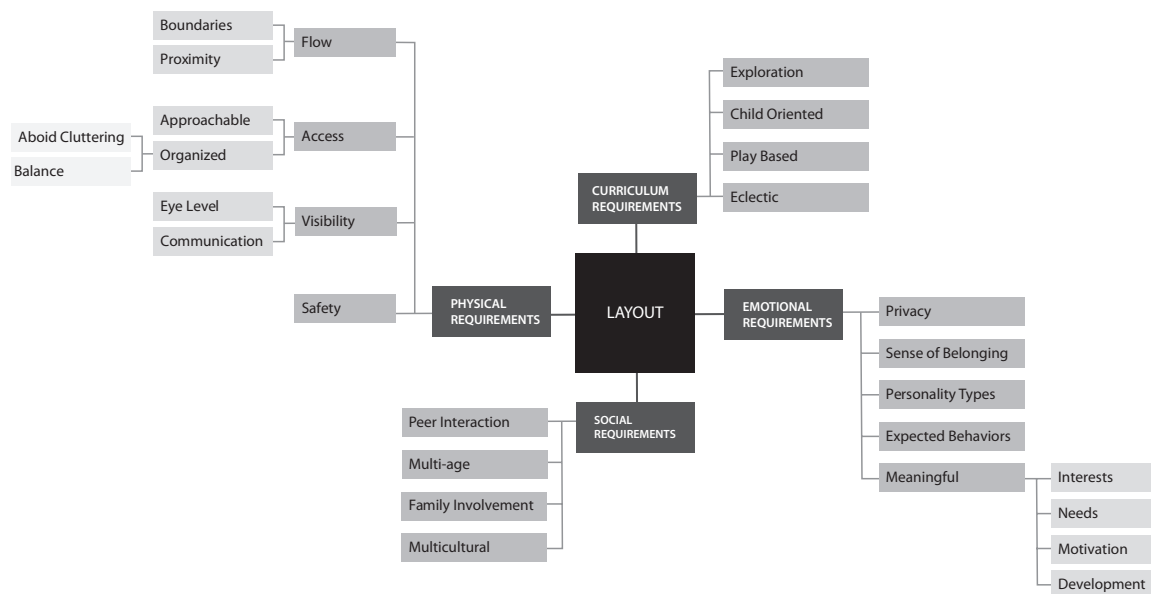 Boundaries
Proximity
Flow
Aboid Cluttering
Balance
Approachable
Organized
Access
Eye Level
Communication
Visibility
Safety
PHYSICAL
REQUIREMENTS
Exploration
Child Oriented
Play Based
Eclectic
CURRICULUM
REQUIREMENTS
LAYOUT
EMOTIONAL
REQUIREMENTS
Privacy
Sense of Belonging
Personality Types
Expected Behaviors
Meaningful
Interests
Needs
Motivation
Development
SOCIAL
REQUIREMENTS
Peer Interaction
Multi-age
Family Involvement
Multicultural